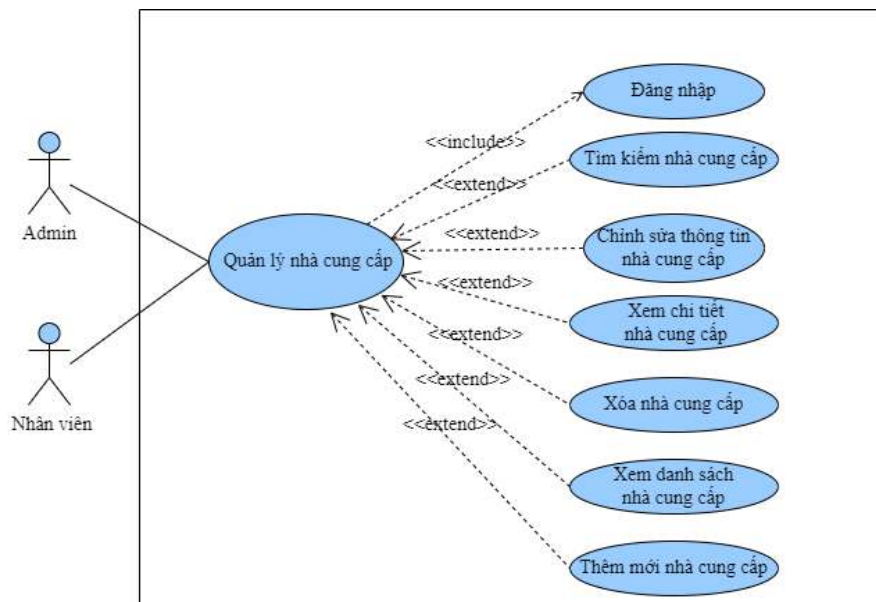 Đăng nhập
<<include>>
Tìm kiếm nhà cung cấp
<<extend>>
Admin
<<extend>>
Chỉnh sửa thông tin
nhà cung cấp
Quản lý nhà cung cấp
<<extend>>
Xem chi tiết
nhà cung cấp
<<extend>>
Xóa nhà cung cấp
<<extend>>
Nhân viên
<<extend>>
Xem danh sách
nhà cung cấp
Thêm mới nhà cung cấp